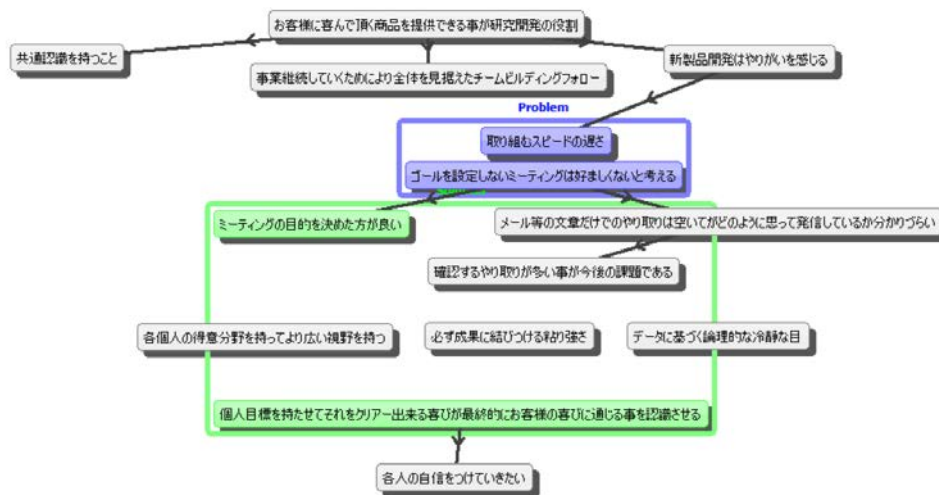 お客様に喜んで頂く商品を提供できる事が研究開発の役割
共通認識を持つこと
新製品開発はやりがいを感じる
事業継続していくためにより全体を見据えたチームビルディングフォロー
Problem
取り組むスピードの遅さ
ゴールを設定しないミーティングは好ましくないと考える
ミーティングの目的を決めた方が良い
メール等の文章だけでのやり取りは空いてがどのように思って発信しているか分かりづらい
確認するやり取りが多い事が今後の課題である
各個人の得意分野を持ってより広い視野を持つ
必ず成果に結びつける粘り強さ
データに基づく論理的な冷静な目
個人目標を持たせてそれをクリアー出来る喜びが最終的にお客様の喜びに通じる事を認識させる
各人の自信をつけていきたい